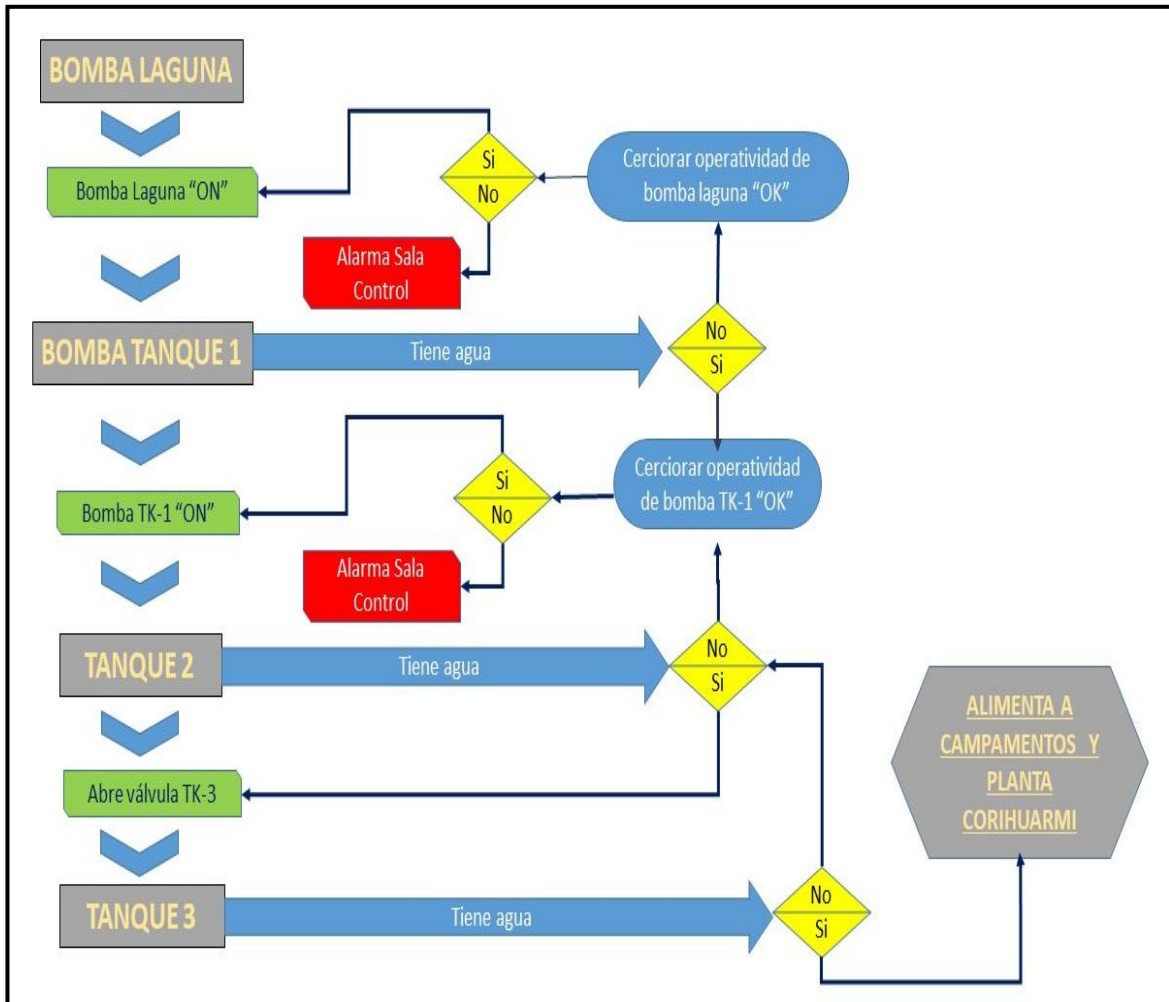 BOMBA LAGUNA
Si
No
Cerciorar operatividad de
bomba laguna “OK”
Bomba Laguna “ON”
Alarma Sala
Control
BOMBA TANQUE 1
Tiene agua
No
Si
Si
No
Cerciorar operatividad
de bomba TK-1 “OK”
Bomba TK-1 “ON”
Alarma Sala
Control
TANQUE 2
Tiene agua
No
Si
ALIMENTA A
CAMPAMENTOS Y
PLANTA
CORIHUARMI
Abre válvula TK-3
TANQUE 3
Tiene agua
No
Si